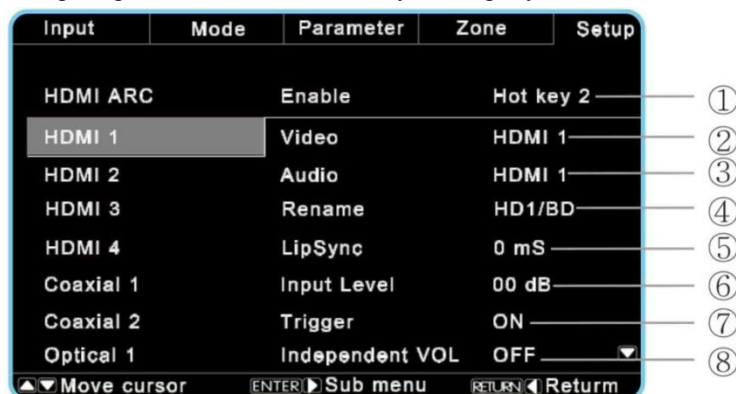 Input Mode Parameter Zone Setup
HDMI ARC Enable Hot key 2 ①
HDMI 1 Video HDMI 1 ②
HDMI 2 Audio HDMI 1 ③
HDMI 3 Rename HD1/BD ④
HDMI 4 LipSync 0 mS ⑤
Coaxial 1 Input Level 00 dB ⑥
Coaxial 2 Trigger ON ⑦
Optical 1 Independent VOL OFF ⑧
Move cursor ENTER Sub menu RETURN Returm